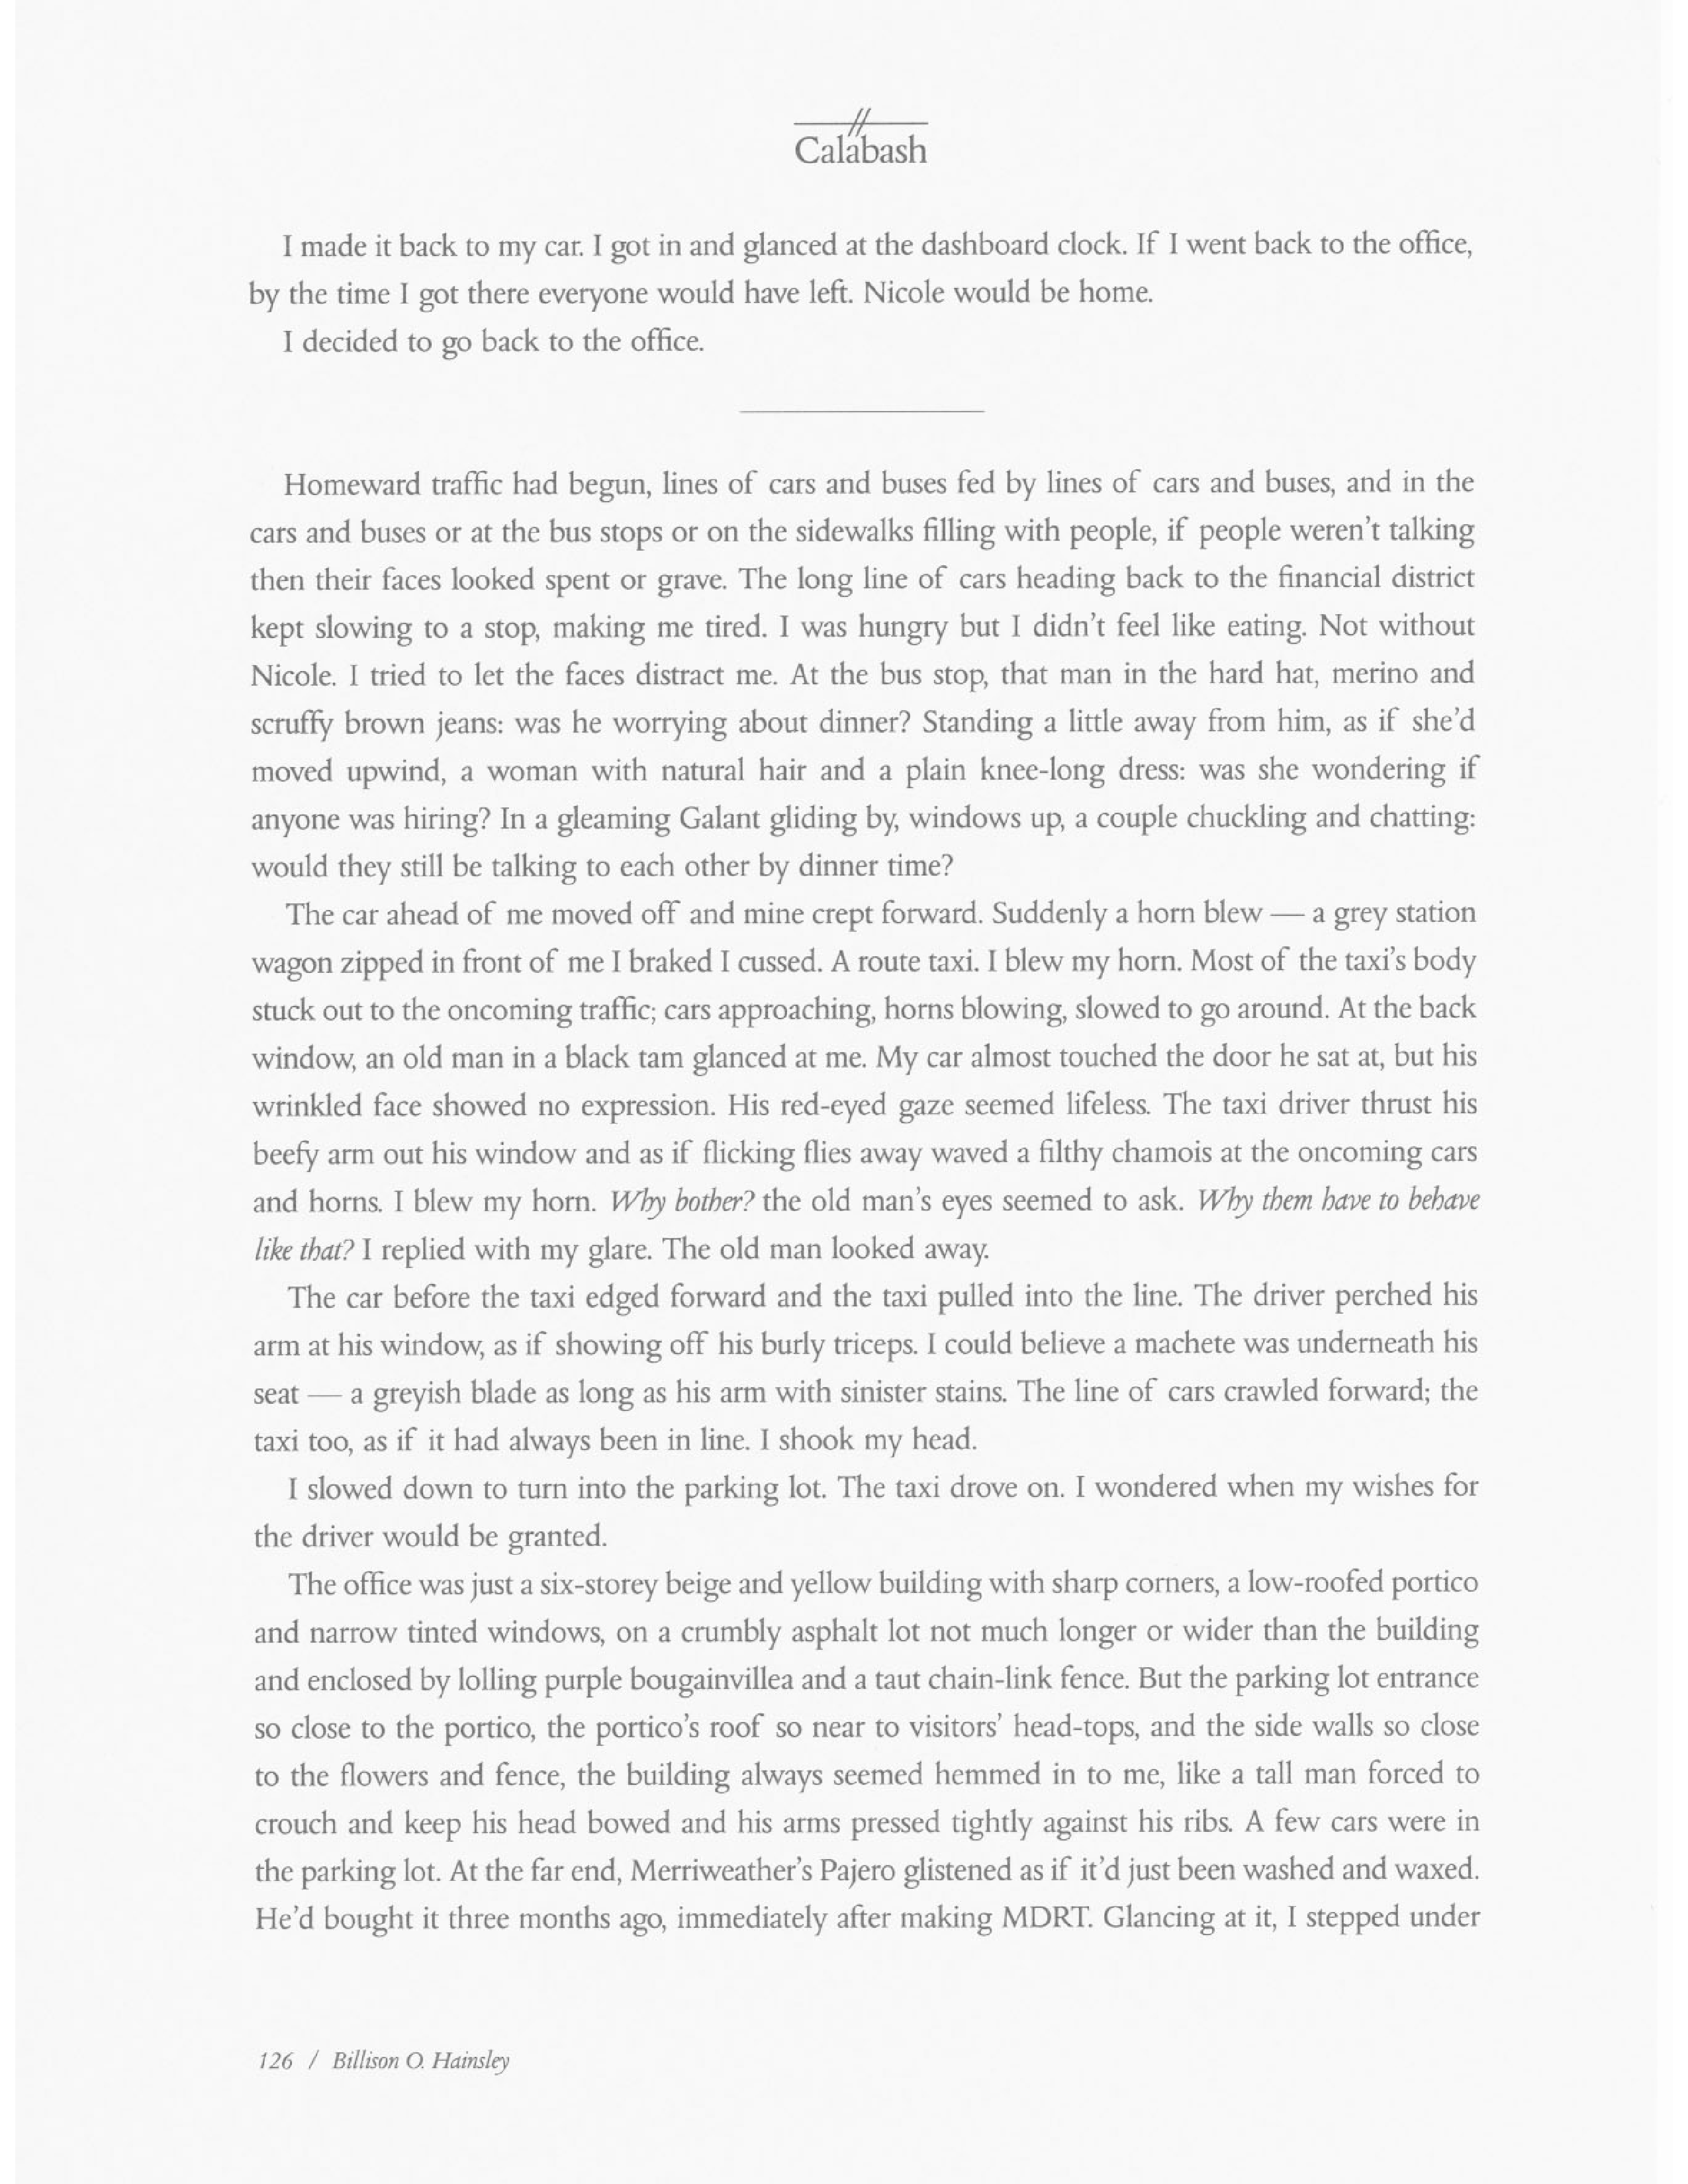 Calabash
I made it back to my car. I got in and glanced at the dashboard clock. If I went back to the office,
by the time I got there everyone would have left. Nicole would be home.
I decided to go back to the office.
Homeward traffic had begun, lines of cars and buses fed by lines of cars and buses, and in the
cars and buses or at the bus stops or on the sidewalks filling with people, if people weren't talking
then their faces looked spent or grave. The long line of cars heading back to the financial district
kept slowing to a stop, making me tired. I was hungry but I didn't feel like eating. Not without
Nicole. I tried to let the faces distract me. At the bus stop, that man in the hard hat, merino and
scruffy brown jeans: was he worrying about dinner? Standing a little away from him, as if she'd
moved upwind, a woman with natural hair and a plain knee-long dress: was she wondering if
anyone was hiring? In a gleaming Galant gliding by, windows up, a couple chuckling and chatting:
would they still be talking to each other by dinner time?
The car ahead of me moved off and mine crept forward. Suddenly a horn blew — a grey station
wagon zipped in front of me I braked I cussed. A route taxi. I blew my horn. Most of the taxi's body
stuck out to the oncoming traffic; cars approaching, horns blowing, slowed to go around. At the back
window, an old man in a black tam glanced at me. My car almost touched the door he sat at, but his
wrinkled face showed no expression. His red-eyed gaze seemed lifeless. The taxi driver thrust his
beefy arm out his window and as if flicking flies away waved a filthy chamois at the oncoming cars
and horns. I blew my horn. Why bother? the old man's eyes seemed to ask. Why them have to behave
like that? I replied with my glare. The old man looked away.
The car before the taxi edged forward and the taxi pulled into the line. The driver perched his
arm at his window, as if showing off his burly triceps. I could believe a machete was underneath his
seat — a greyish blade as long as his arm with sinister stains. The line of cars crawled forward; the
taxi too, as if it had always been in line. I shook my head.
I slowed down to turn into the parking lot. The taxi drove on. I wondered when my wishes for
the driver would be granted.
The office was just a six-storey beige and yellow building with sharp corners, a low-roofed portico
and narrow tinted windows, on a crumbly asphalt lot not much longer or wider than the building
and enclosed by lolling purple bougainvillea and a taut chain-link fence. But the parking lot entrance
so close to the portico, the portico's roof so near to visitors' head-tops, and the side walls so close
to the flowers and fence, the building always seemed hemmed in to me, like a tall man forced to
crouch and keep his head bowed and his arms pressed tightly against his ribs. A few cars were in
the parking lot. At the far end, Merriweather's Pajero glistened as if it'd just been washed and waxed.
He'd bought it three months ago, immediately after making MDRT. Glancing at it, I stepped under
126 / Billison O. Hainsley